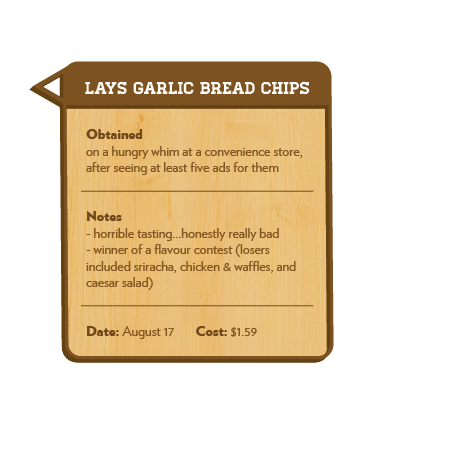 LAYS GARLIC BREAD CHIPS
Obtained
on a hungry whim at a convenience store,
after seeing at least five ads for them
Notes
- horrible tasting...honestly really bad
- winner of a flavour contest (losers
included sriracha, chicken & waffles, and
caesar salad)
Date: August 17 Cost: $1.59